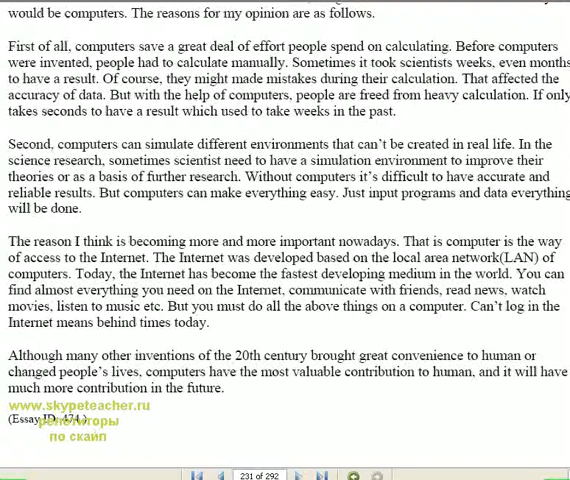 would be computers. The reasons for my opinion are as follows.
First of all, computers save a great deal of effort people spend on calculating. Before computers
were invented, people had to calculate manually. Sometimes it took scientists weeks, even months
to have a result. Of course, they might made mistakes during their calculation. That affected the
accuracy of data. But with the help of computers, people are freed from heavy calculation. If only
takes seconds to have a result which used to take weeks in the past.
Second, computers can simulate different environments that can't be created in real life. In the
science research, sometimes scientist need to have a simulation environment to improve their
theories or as a basis of further research. Without computers it's difficult to have accurate and
reliable results. But computers can make everything easy. Just input programs and data everything
will be done.
The reason I think is becoming more and more important nowadays. That is computer is the way
of access to the Internet. The Internet was developed based on the local area network(LAN) of
computers. Today, the Internet has become the fastest developing medium in the world. You can
find almost everything you need on the Internet, communicate with friends, read news, watch
movies, listen to music etc. But you must do all the above things on a computer. Can't log in the
Internet means behind times today.
Although many other inventions of the 20th century brought great convenience to human or
changed people's lives, computers have the most valuable contribution to human, and it will have
much more contribution in the future.
www.skypeteacher.ru
(Essay ID: 474)
репетиторы
по скайп
231 of 292